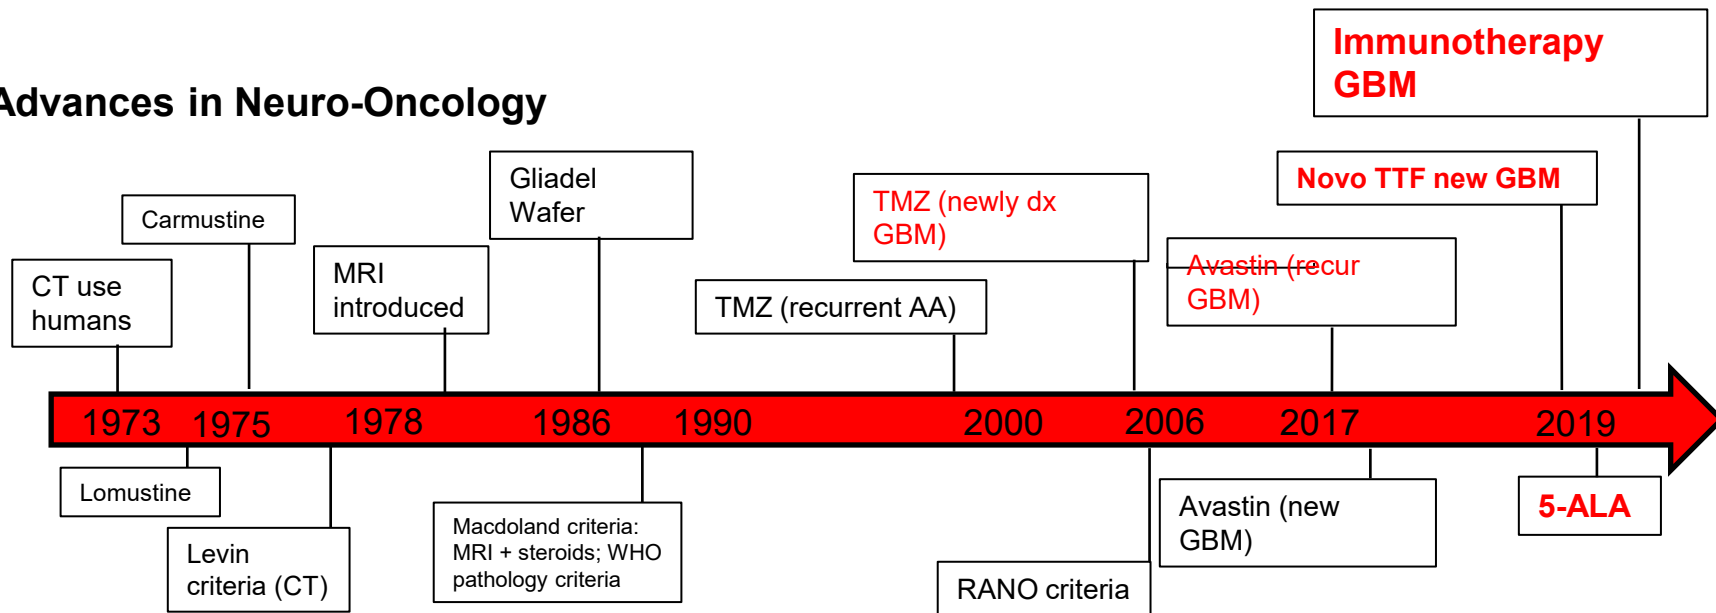 Advances in Neuro-Oncology
Immunotherapy
GBM
Novo TTF new GBM
Gliadel
Wafer
TMZ (newly dx
GBM)
Carmustine
Avastin (recur
GBM)
CT use
humans
MRI
introduced
TMZ (recurrent AA)
1973 1975 1978 1986 1990 2000 2006 2017 2019
Lomustine
Levin
criteria (CT)
Macdoland criteria:
MRI + steroids; WHO
pathology criteria
RANO criteria
Avastin (new
GBM)
5-ALA